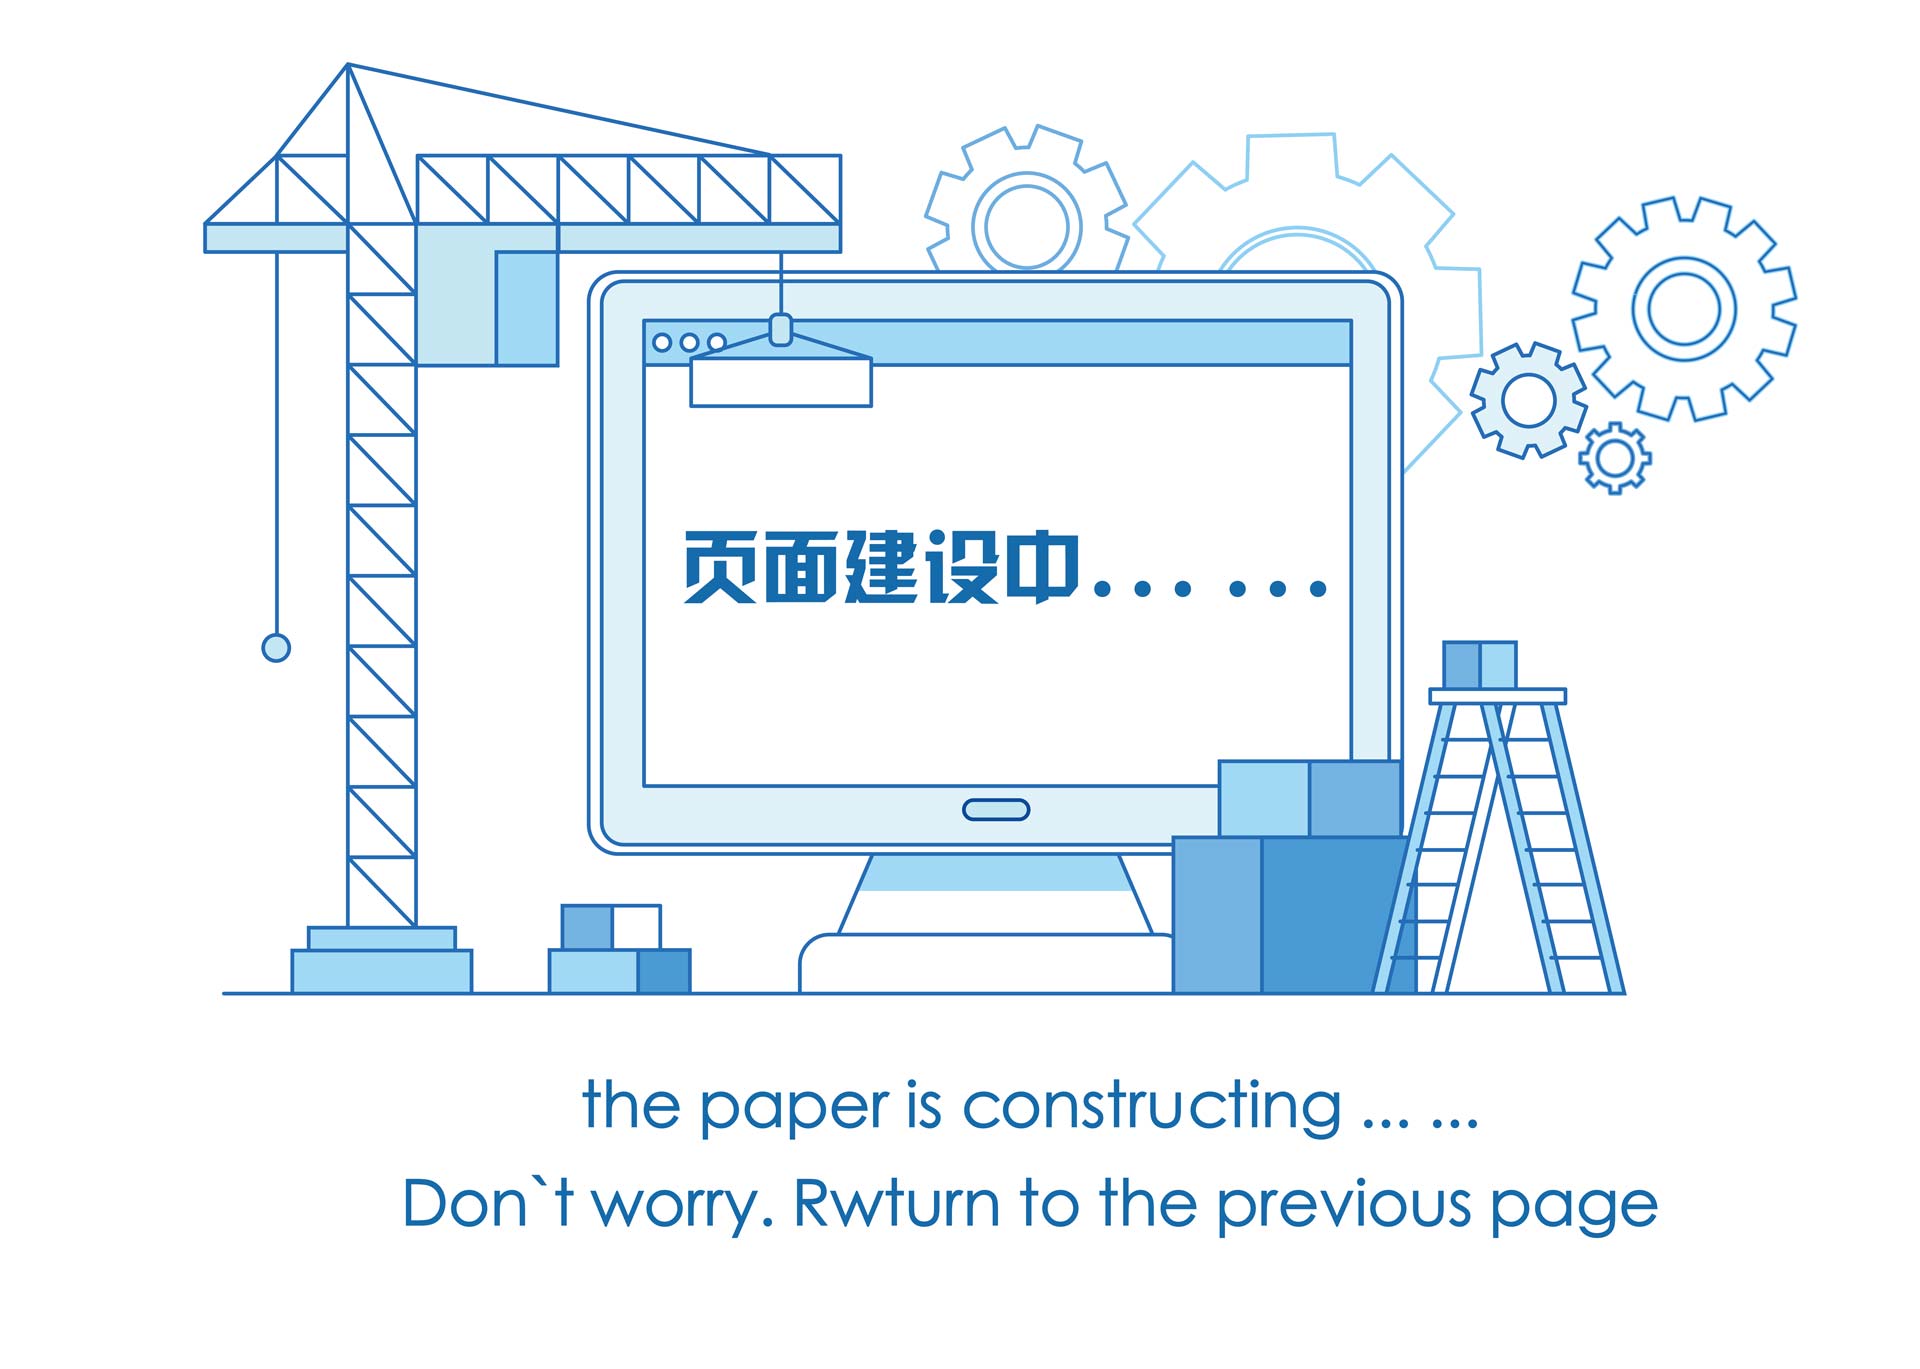 页面建设中... ...
the paper is constructing ... ...
Don`t worry. Rwturn to the previous page